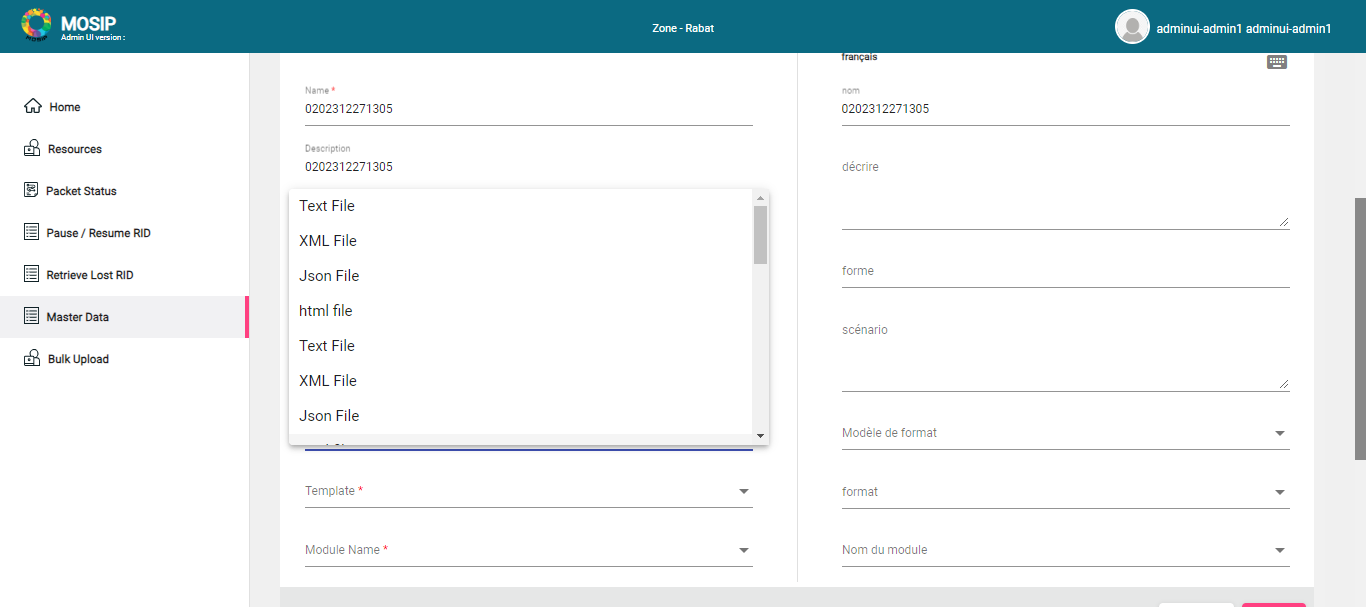 MOSIP
Admin UI version :
Zone - Rabat
adminui-admin1 adminui-admin1
Home
Resources
Packet Status
Pause / Resume RID
Retrieve Lost RID
Master Data
Bulk Upload
Name *
0202312271305
Description
0202312271305
Text File
XML File
Json File
html file
Text File
XML File
Json File
Template *
Module Name *
français
nom
0202312271305
décrire
forme
scénario
Modèle de format
format
Nom du module